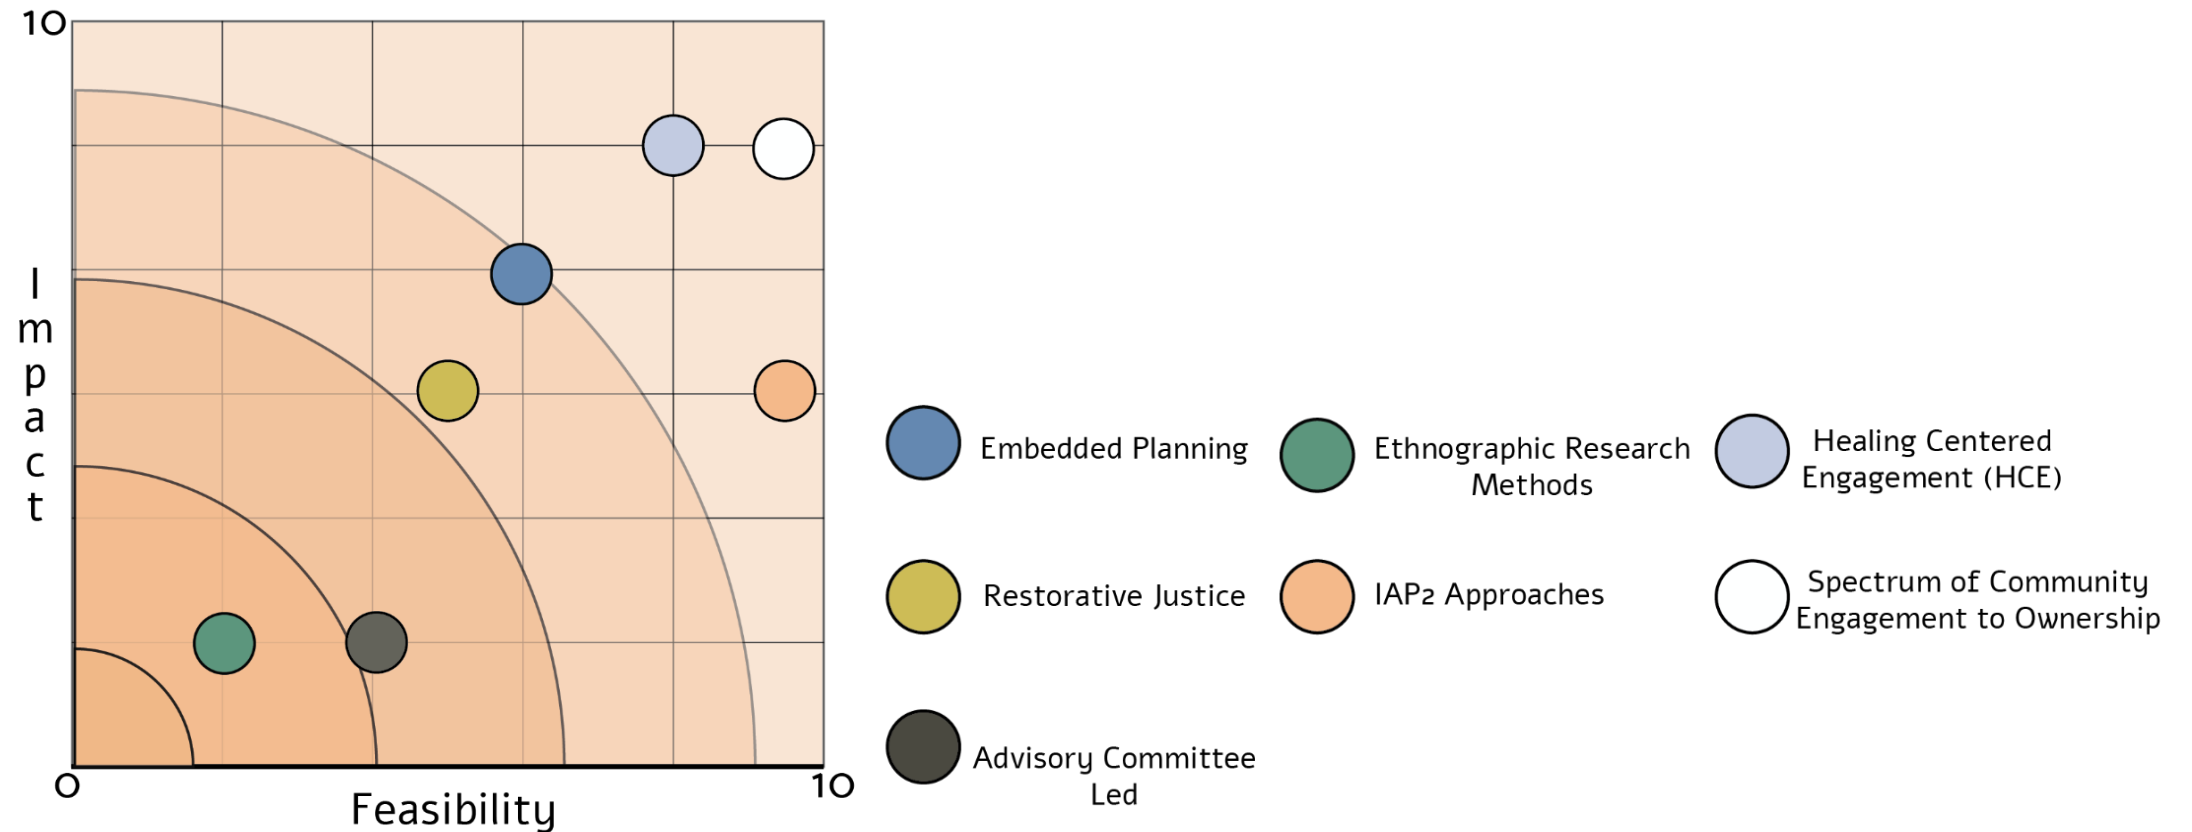 10
Impact
0
10
Feasibility
Embedded Planning
Ethnographic Research
Methods
Healing Centered
Engagement (HCE)
Restorative Justice
IAP2 Approaches
Spectrum of Community
Engagement to Ownership
Advisory Committee
Led